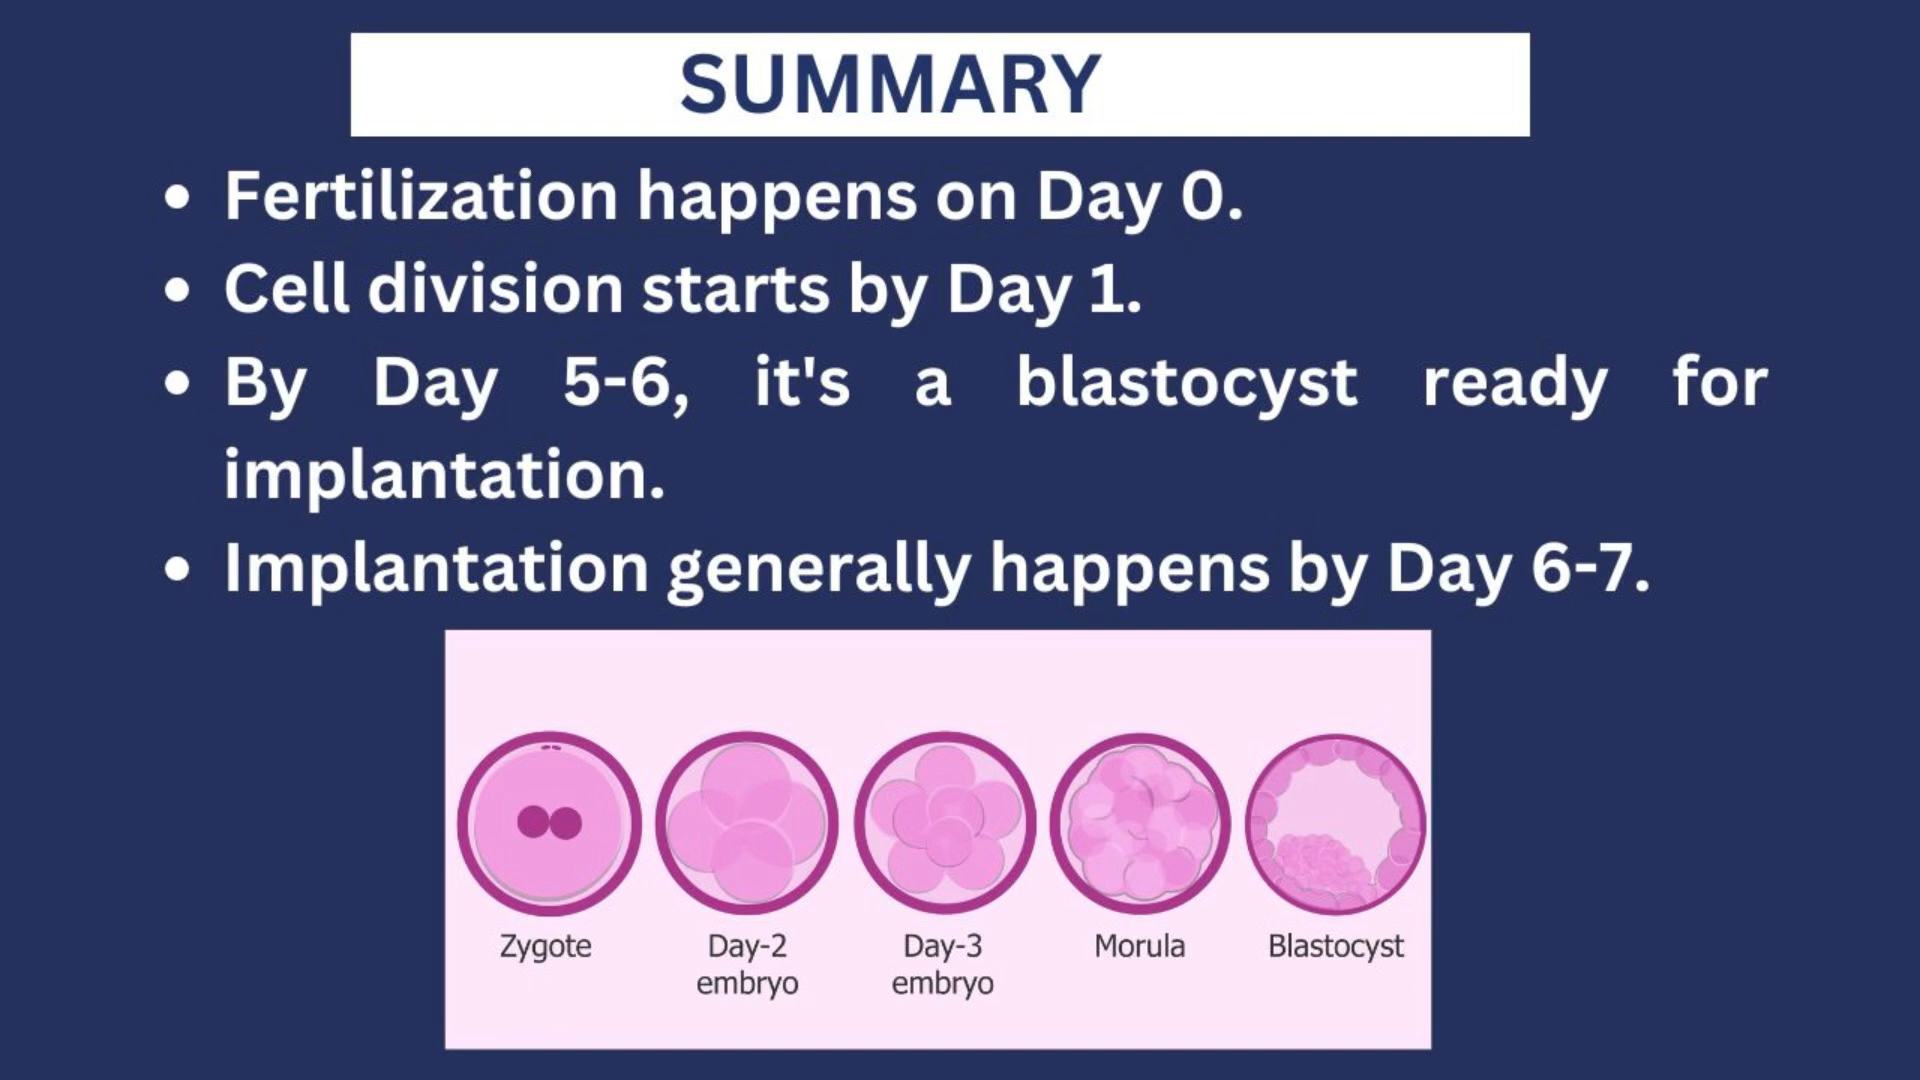 SUMMARY
• Fertilization happens on Day 0.
• Cell division starts by Day 1.
• By Day 5-6, it's a blastocyst ready for
implantation.
• Implantation generally happens by Day 6-7.
Zygote
Day-2
embryo
Day-3
embryo
Morula
Blastocyst